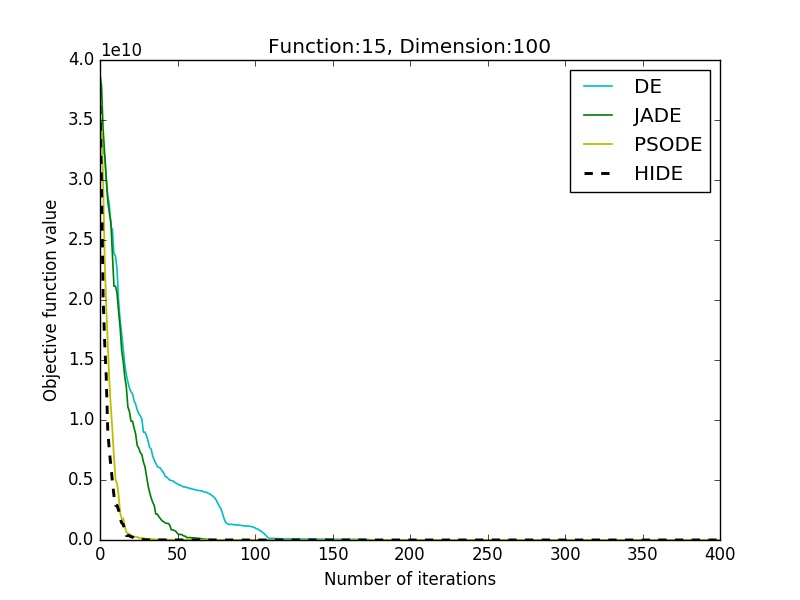 Function:15, Dimension:100
1e10
4.0
3.5
3.0
2.5
2.0
1.5
1.0
0.5
0.0
Objective function value
DE
JADE
PSODE
HIDE
0 50 100 150 200 250 300 350 400
Number of iterations